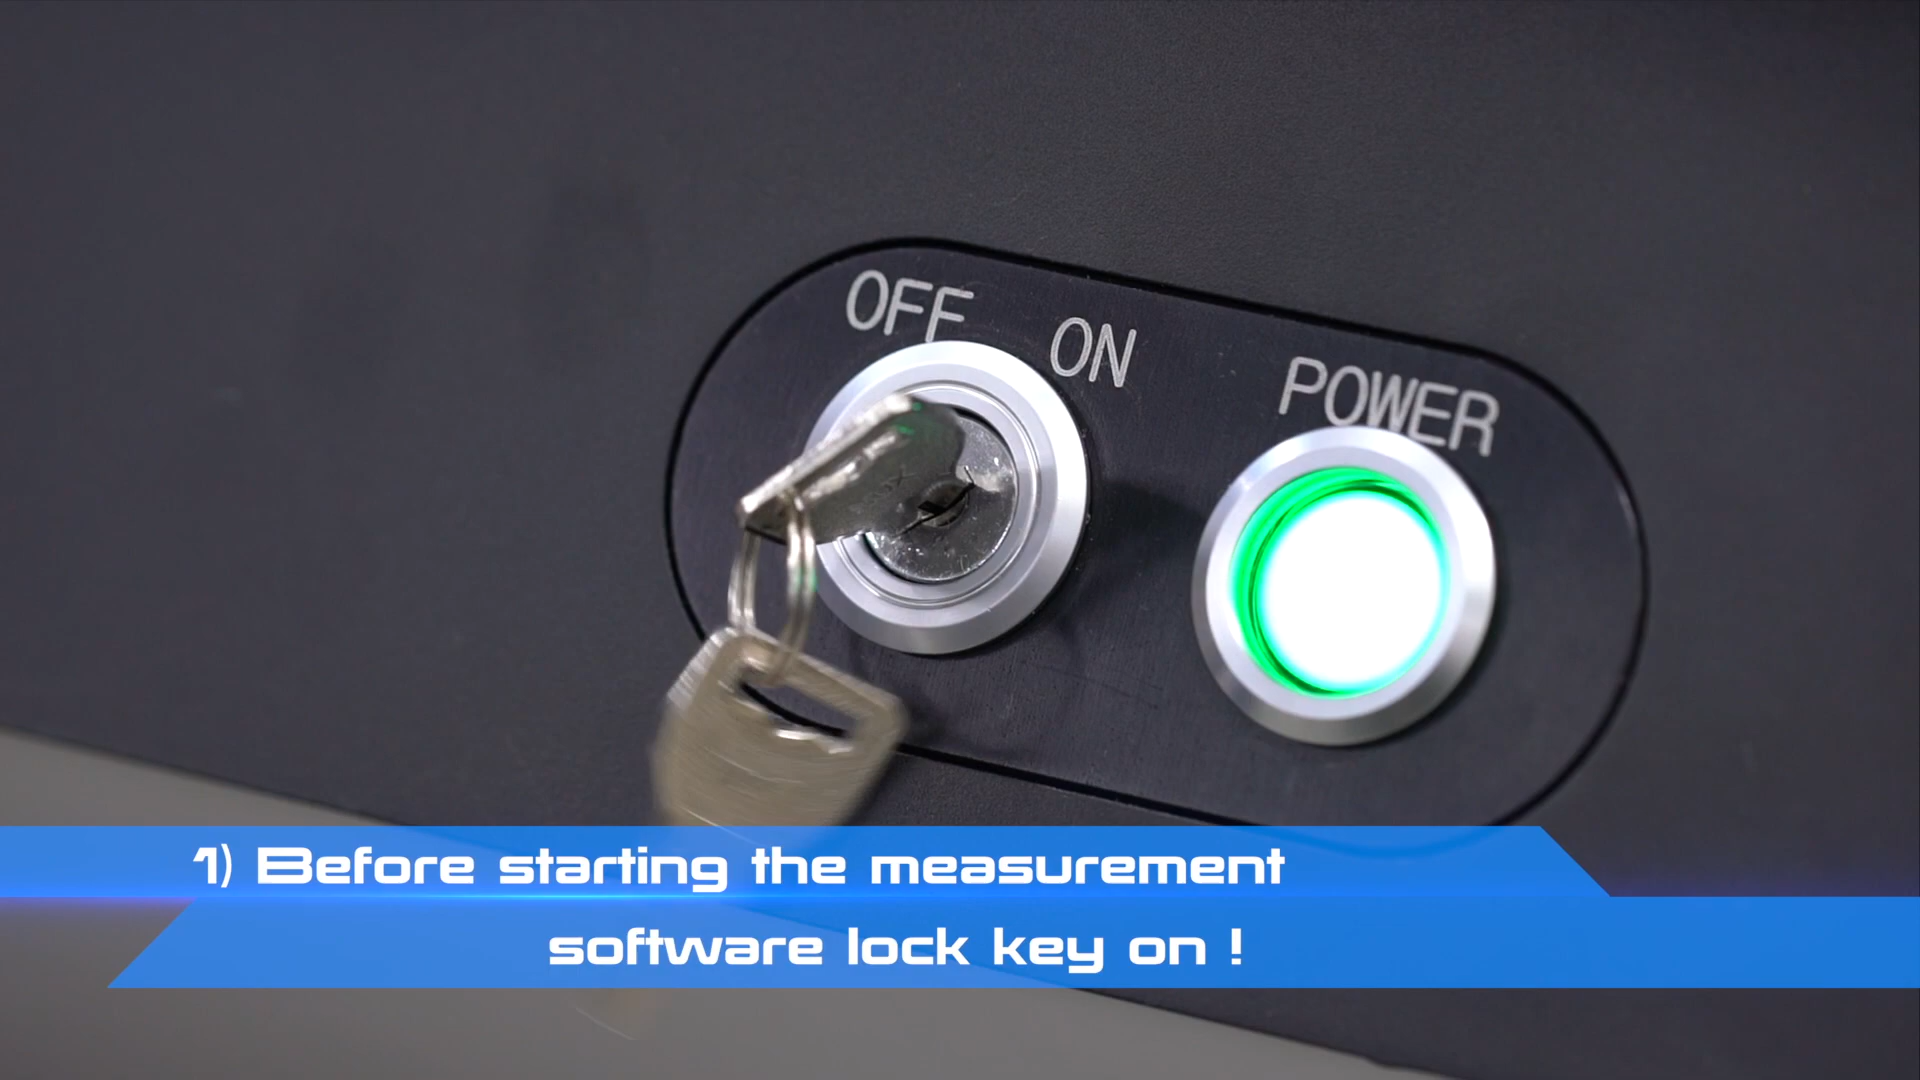 OFF
ON
POWER
1) Before starting the measurement
software lock key on !